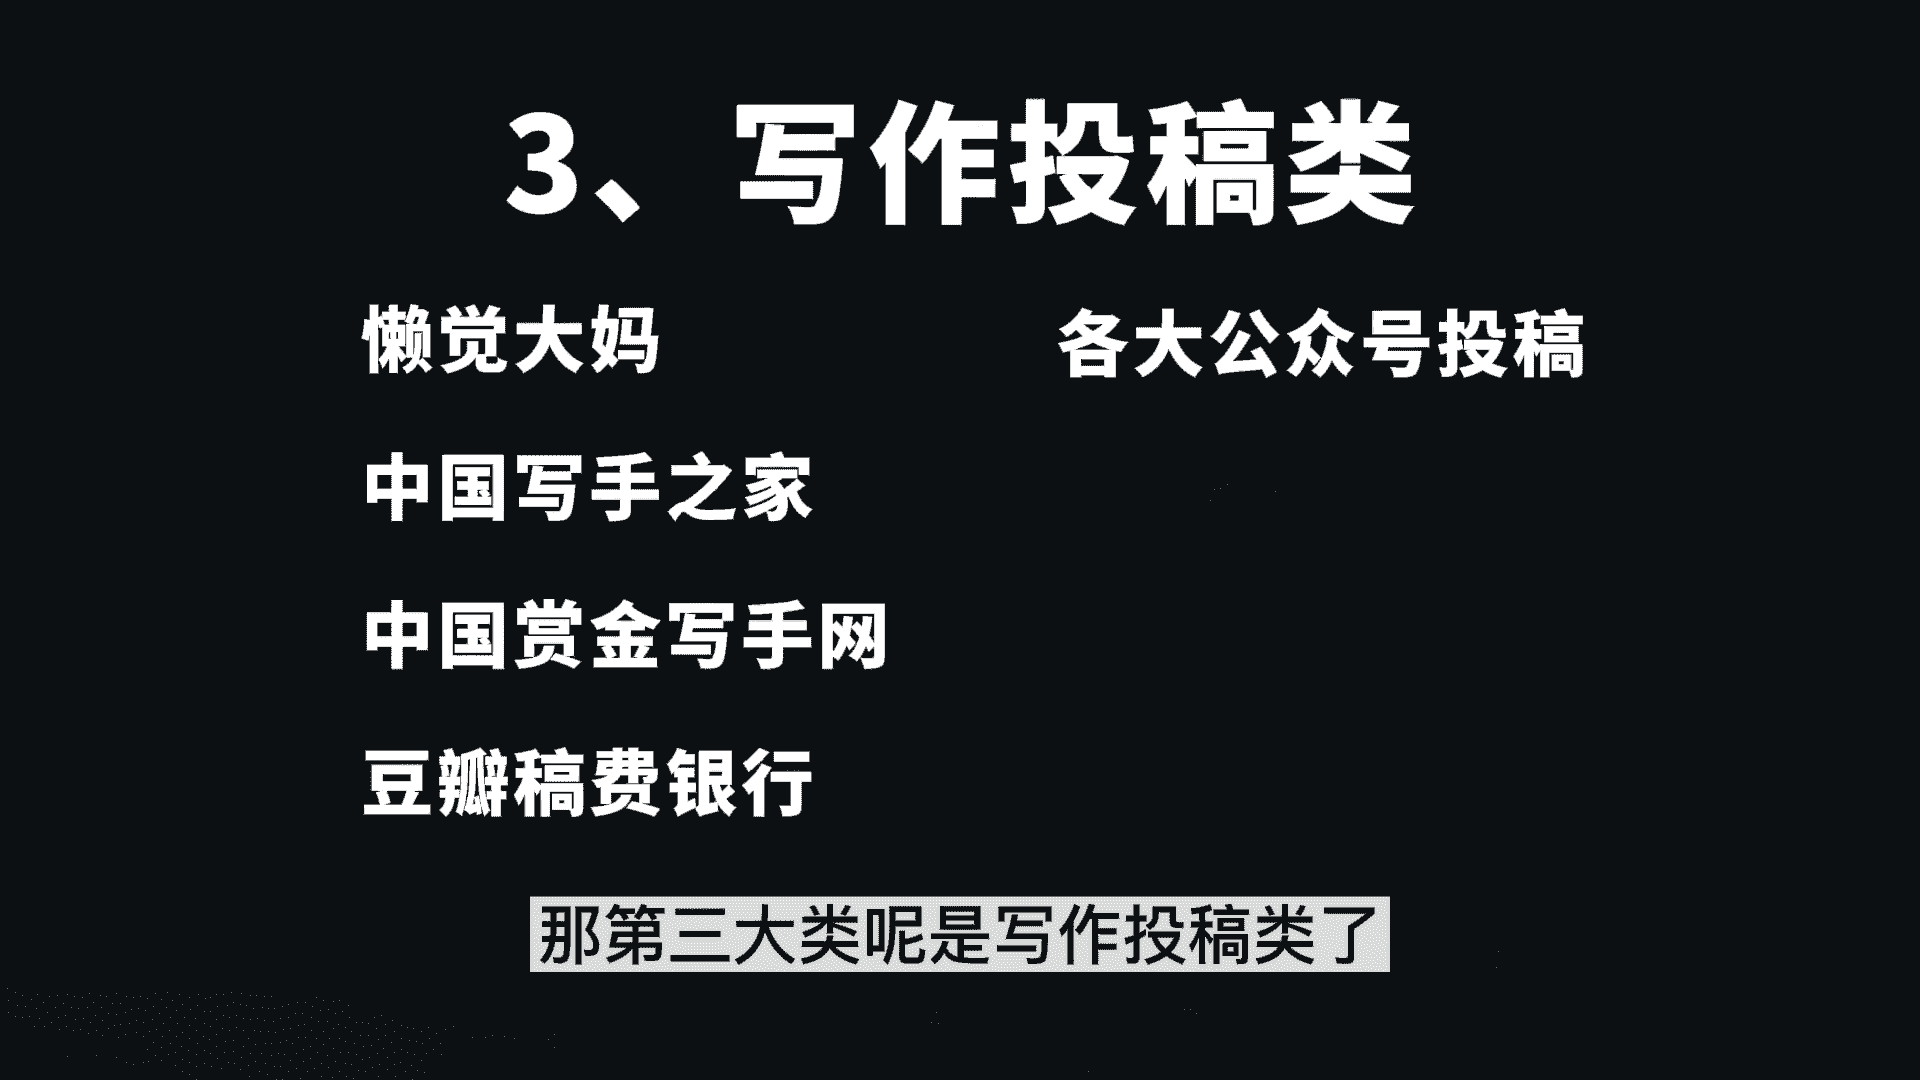 3、写作投稿类
懒觉大妈
各大公众号投稿
中国写手之家
中国赏金写手网
豆瓣稿费银行
那第三大类呢是写作投稿类了